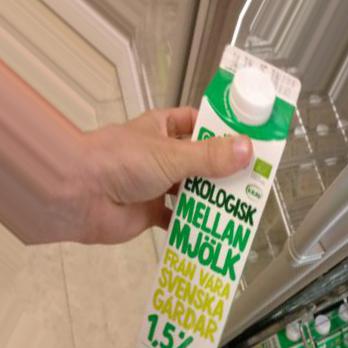 EKOLOGISK
MELLAN
MJÖLK
FRÅN VÅRA
SVENSKA
GÅRDAR
1,5%